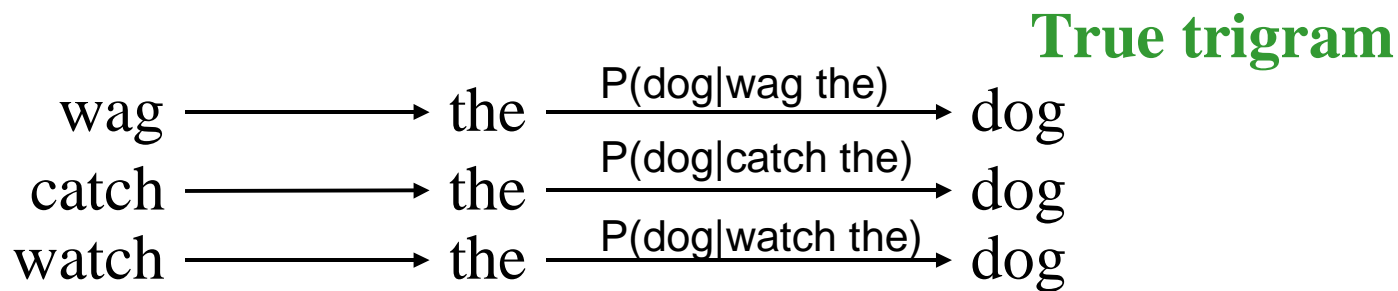 True trigram
wag the P(dog|wag the) dog
catch the P(dog|catch the) dog
watch the P(dog|watch the) dog